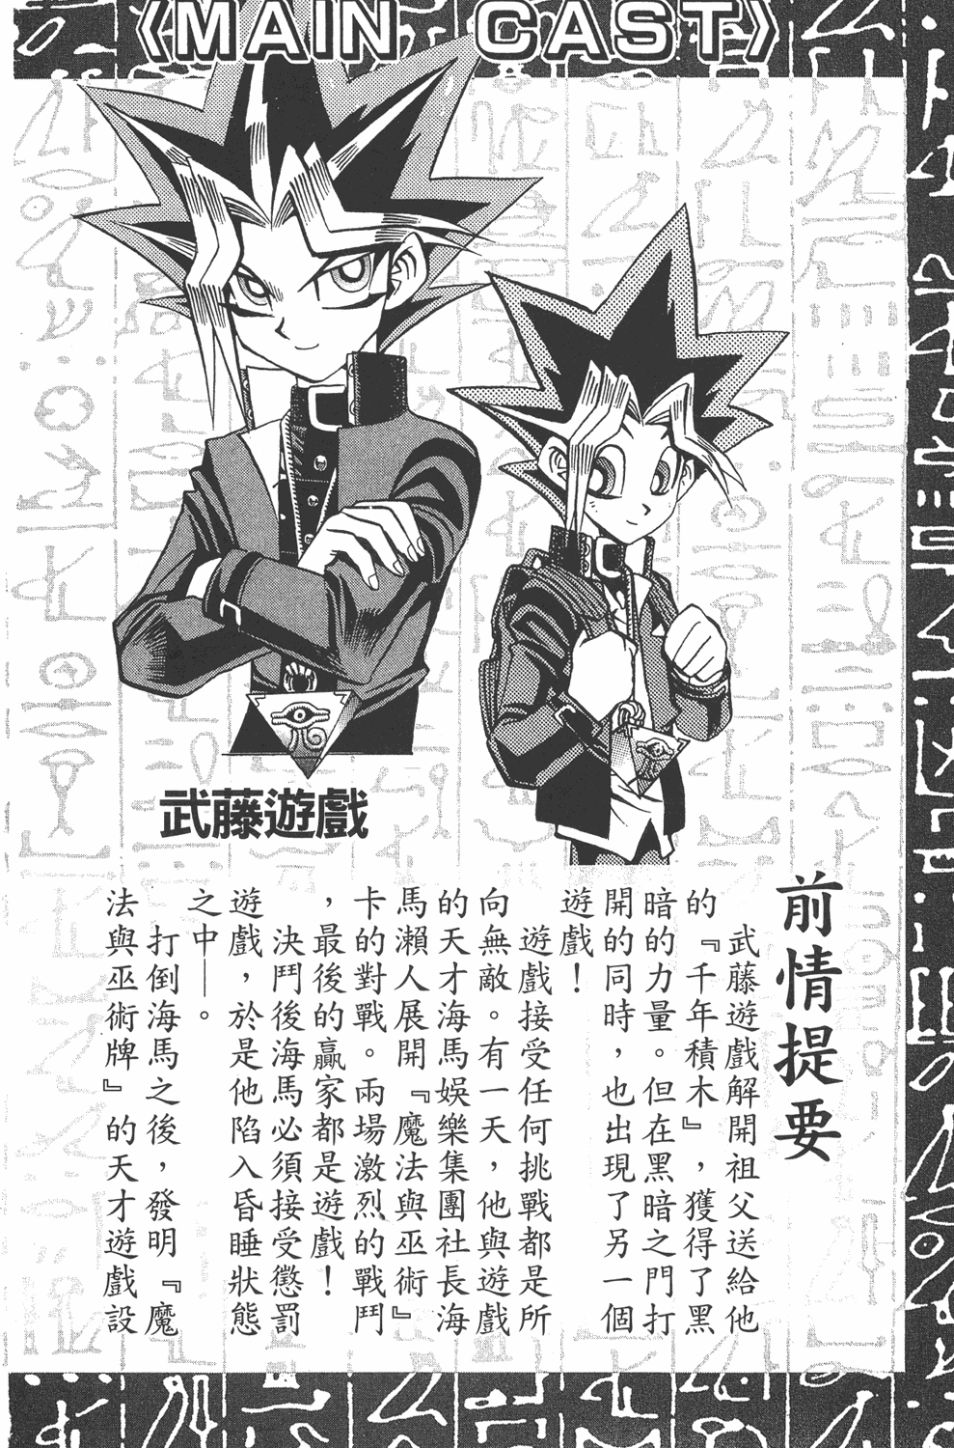 《MAIN CAST》
武藤遊戲
前情提要
武藤遊戲解開祖父送給他
的『千年積木』，獲得了黑
暗的力量。但在黑暗之門打
開的同時，也出現了另一個
遊戲！
遊戲接受任何挑戰都是所
向無敵。有一天，他與遊戲
的天才海馬娛樂集團社長海
馬瀨人展開『魔法與巫術』
卡的對戰。兩場激烈的戰鬥
，最後的贏家都是遊戲！
決鬥後海馬必須接受懲罰
遊戲，於是他陷入昏睡狀態
之中——。
打倒海馬之後，發明『魔
法與巫術牌』的天才遊戲設